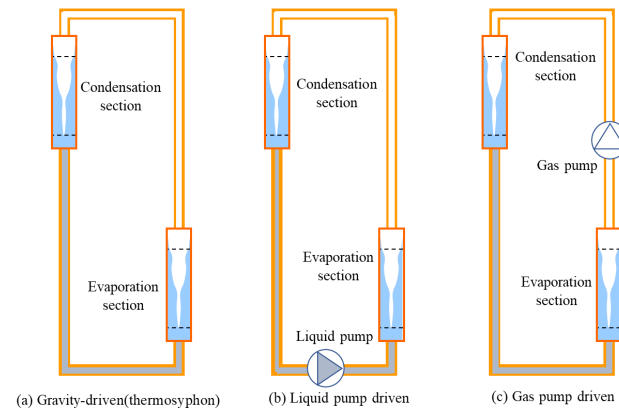 Condensation
section
Evaporation
section
(a) Gravity-driven(thermosyphon)
Condensation
section
Evaporation
section
Liquid pump
(b) Liquid pump driven
Condensation
section
Gas pump
Evaporation
section
(c) Gas pump driven